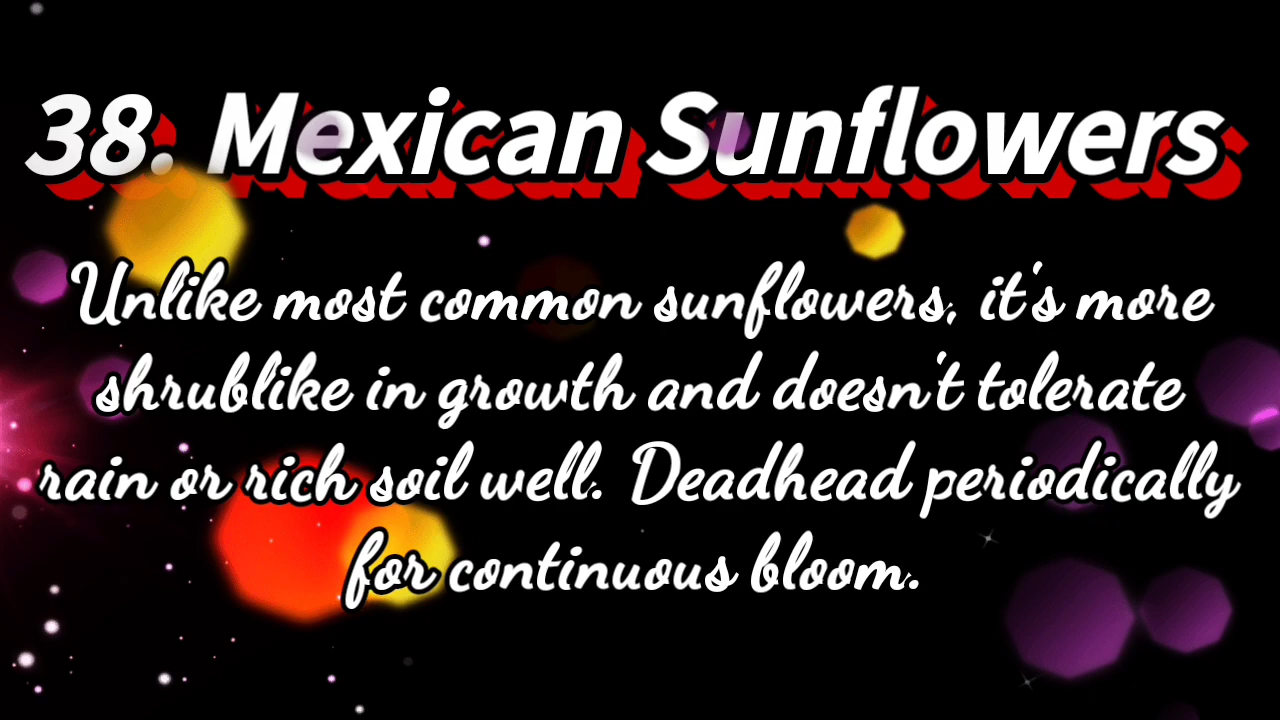 38. Mexican Sunflowers
Unlike most common sunflowers, it's more
shrublike in growth and doesn't tolerate
rain or rich soil well. Deadhead periodically
for continuous bloom.